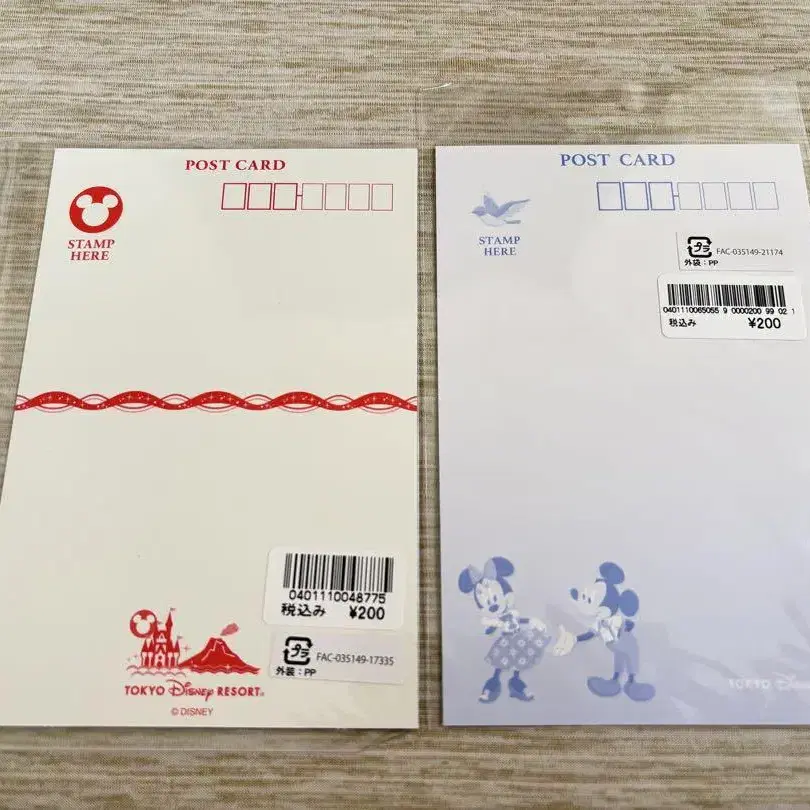 POST CARD
STAMP
HERE
0401110048775
税込み ¥200
プラ FAC-035149-17335
外装：PP
TOKYO Disney RESORT®
© DISNEY
POST CARD
STAMP
HERE
プラ FAC-035149-21174
外袋：PP
0401110065055 9 0000200 99 02 1
税込み ¥200
TOKYO